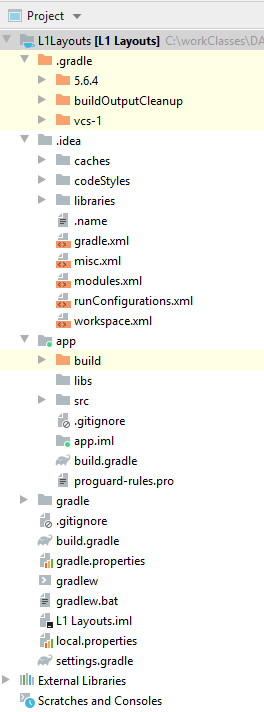 Project
L1Layouts [L1 Layouts] C:\workClasses\DA
.gradle
5.6.4
buildOutputCleanup
vcs-1
.idea
caches
codeStyles
libraries
.name
gradle.xml
misc.xml
modules.xml
runConfigurations.xml
workspace.xml
app
build
libs
src
.gitignore
app.iml
build.gradle
proguard-rules.pro
gradle
.gitignore
build.gradle
gradle.properties
gradlew
gradlew.bat
L1 Layouts.iml
local.properties
settings.gradle
External Libraries
Scratches and Consoles